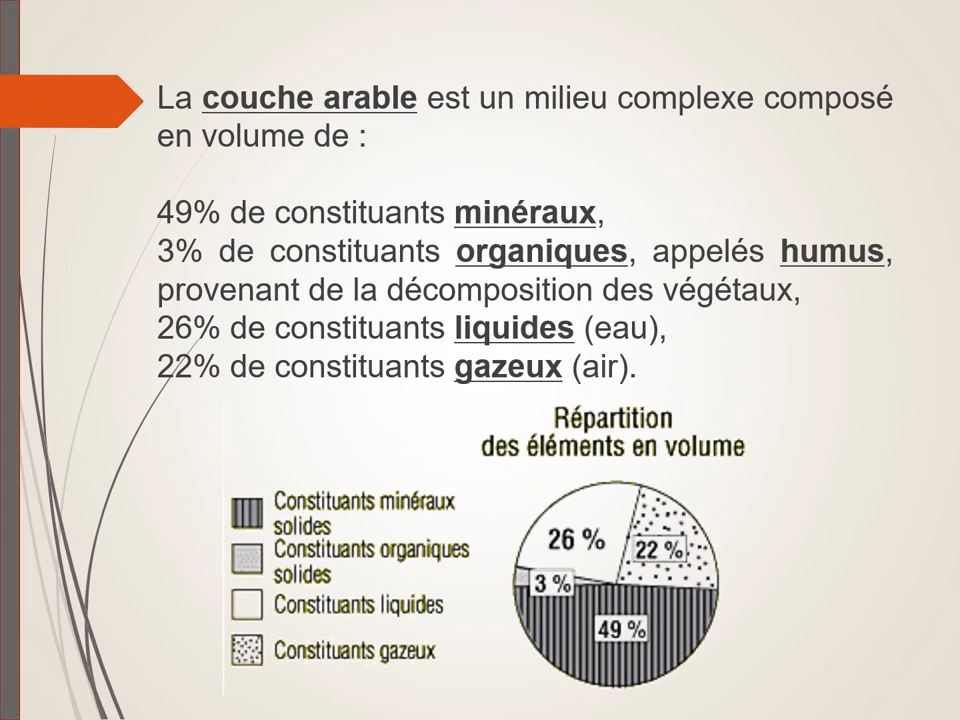 La couche arable est un milieu complexe composé
en volume de :
49% de constituants minéraux,
3% de constituants organiques, appelés humus,
provenant de la décomposition des végétaux,
26% de constituants liquides (eau),
22% de constituants gazeux (air).
Répartition
des éléments en volume
Constituants minéraux
solides
Constituants organiques
solides
Constituants liquides
Constituants gazeux
26 %
22 %
3 %
49 %